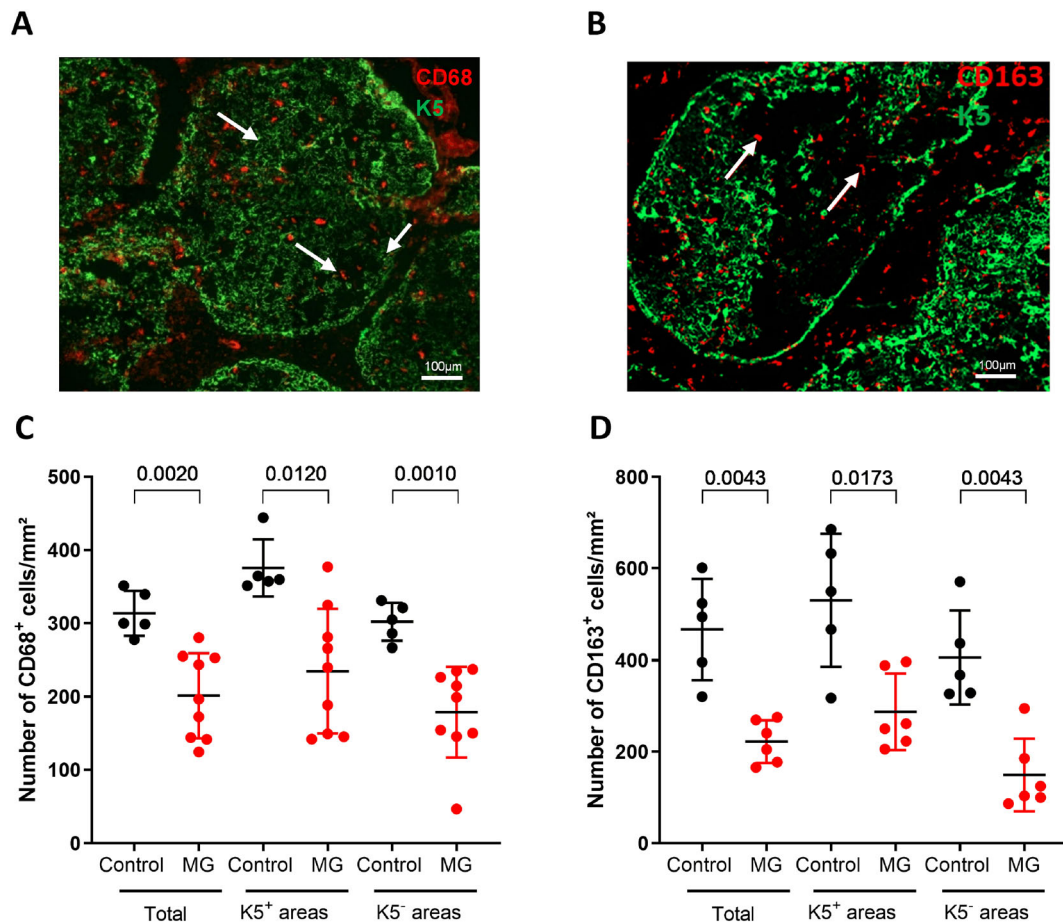 A
CD68
K5
100µm
B
CD163
K5
100µm
C
Number of CD68⁺ cells/mm²
500
400
300
200
100
0
0.0020
0.0120
0.0010
Control MG Control MG Control MG
Total K5⁺ areas K5⁻ areas
D
Number of CD163⁺ cells/mm²
800
600
400
200
0
0.0043
0.0173
0.0043
Control MG Control MG Control MG
Total K5⁺ areas K5⁻ areas